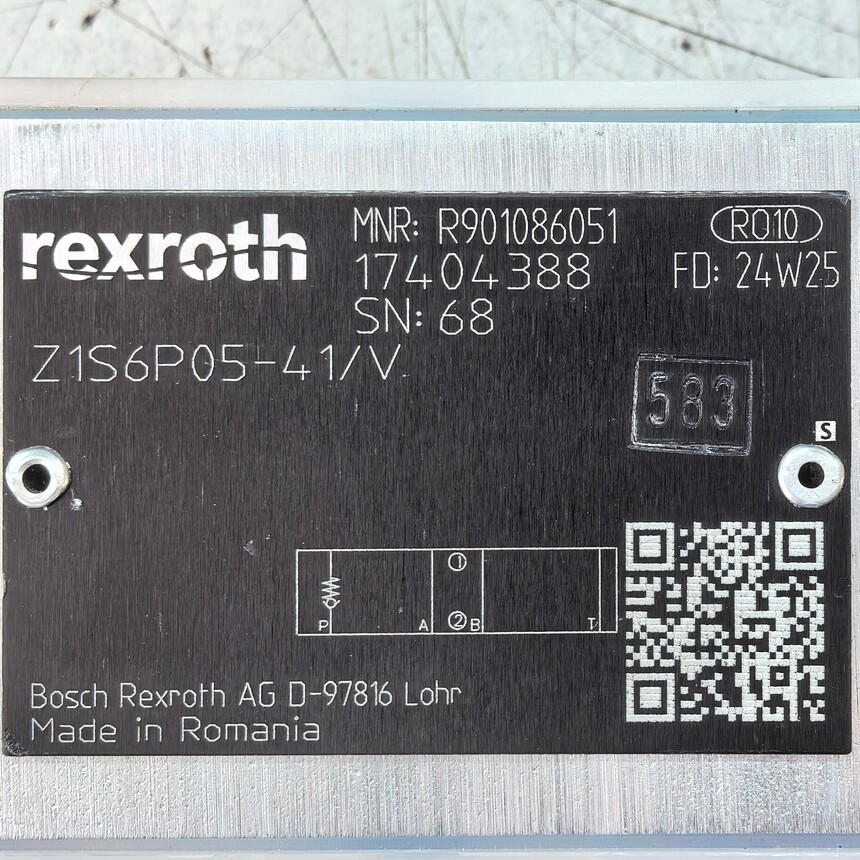 rexroth
MNR: R901086051
RO10
17404388
FD: 24W25
SN: 68
Z1S6P05-41/V
583
S
1
P A 2 B T
Bosch Rexroth AG D-97816 Lohr
Made in Romania